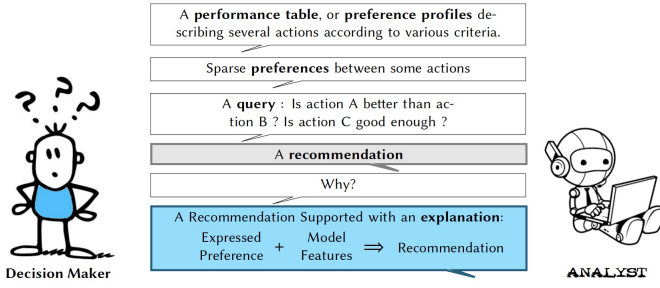 A performance table, or preference profiles de-
scribing several actions according to various criteria.
Sparse preferences between some actions
A query : Is action A better than ac-
tion B ? Is action C good enough ?
A recommendation
Why?
A Recommendation Supported with an explanation:
Expressed Preference + Model Features ⇒ Recommendation
? ? ?
Decision Maker
ANALYST